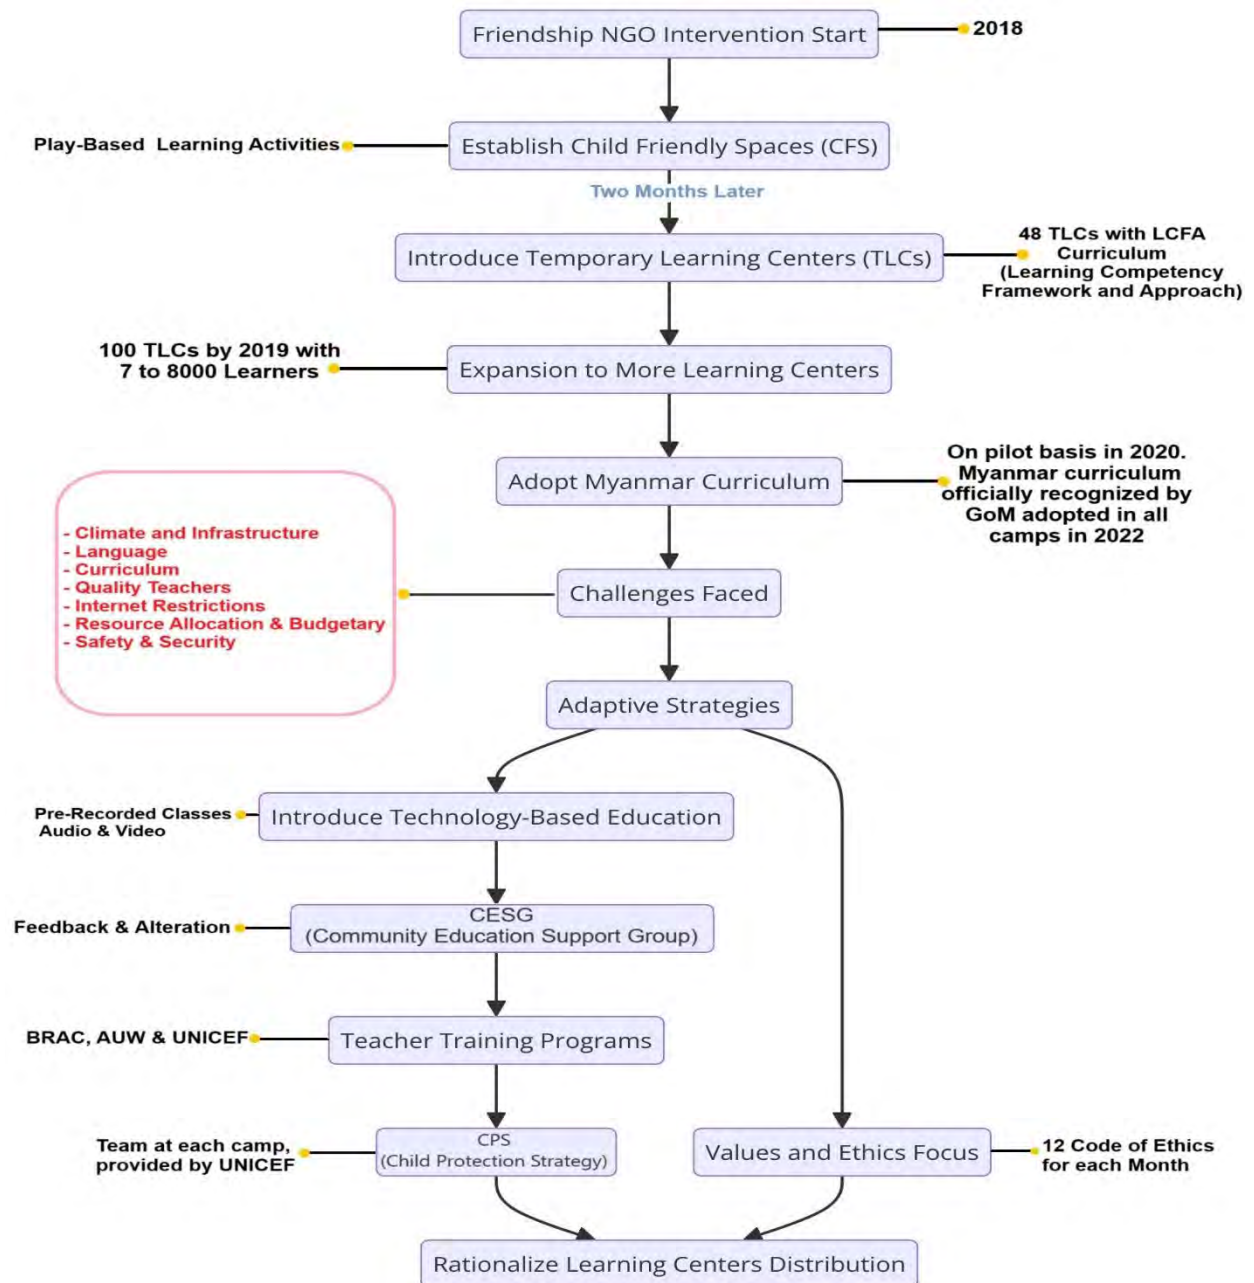 Friendship NGO Intervention Start
2018
Play-Based Learning Activities
Establish Child Friendly Spaces (CFS)
Two Months Later
Introduce Temporary Learning Centers (TLCs)
48 TLCs with LCFA
Curriculum
(Learning Competency
Framework and Approach)
100 TLCs by 2019 with
7 to 8000 Learners
Expansion to More Learning Centers
Adopt Myanmar Curriculum
On pilot basis in 2020.
Myanmar curriculum
officially recognized by
GoM adopted in all
camps in 2022
- Climate and Infrastructure
- Language
- Curriculum
- Quality Teachers
- Internet Restrictions
- Resource Allocation & Budgetary
- Safety & Security
Challenges Faced
Adaptive Strategies
Pre-Recorded Classes
Audio & Video
Introduce Technology-Based Education
Feedback & Alteration
CESG
(Community Education Support Group)
BRAC, AUW & UNICEF
Teacher Training Programs
Team at each camp,
provided by UNICEF
CPS
(Child Protection Strategy)
Values and Ethics Focus
12 Code of Ethics
for each Month
Rationalize Learning Centers Distribution